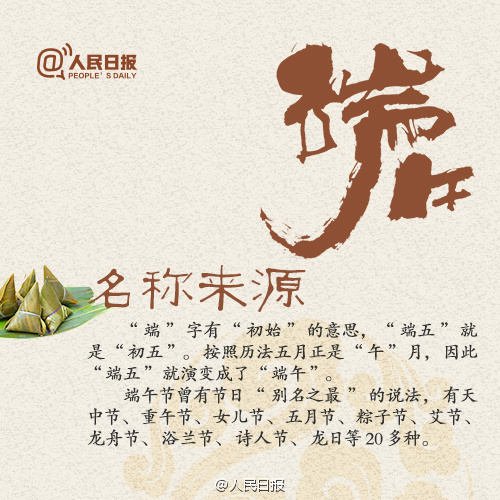 @人民日报
PEOPLE'S DAILY
端午
名称来源
“端”字有“初始”的意思，“端五”就
是“初五”。按照历法五月正是“午”月，因此
“端五”就演变成了“端午”。
端午节曾有节日“别名之最”的说法，有天
中节、重午节、女儿节、五月节、粽子节、艾节、
龙舟节、浴兰节、诗人节、龙日等20多种。
@人民日报